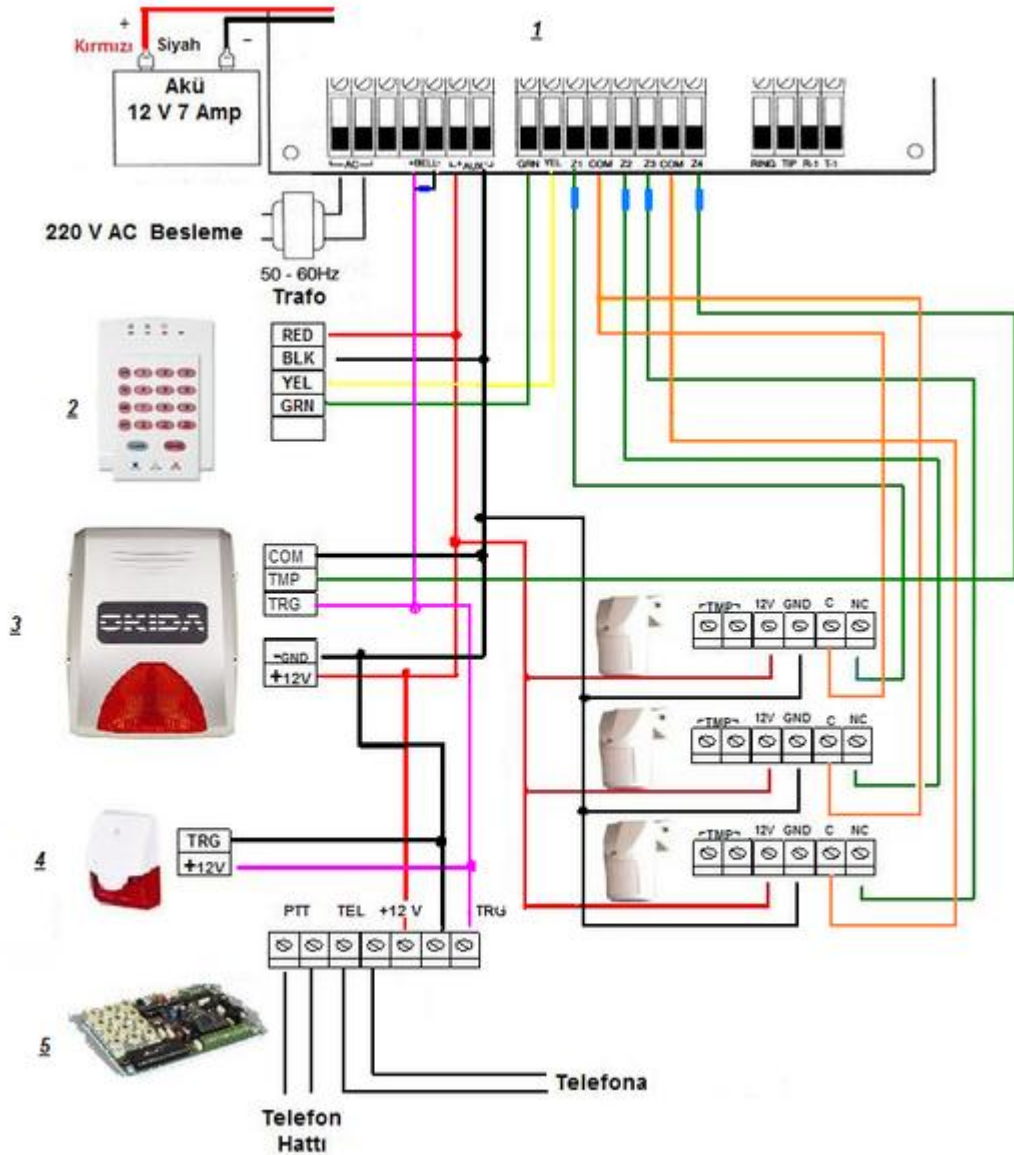 1
+
Kırmızı Siyah -
Akü
12 V 7 Amp
AC +BELL- AUX GRN YEL Z1 COM Z2 Z3 COM Z4 RING TIP R-1 T-1
220 V AC Besleme
50 - 60Hz
Trafo
2
RED
BLK
YEL
GRN
3
OKIDA
COM
TMP
TRG
-GND
+12V
TMP 12V GND C NC
TMP 12V GND C NC
TMP 12V GND C NC
4
TRG
+12V
PTT TEL +12 V TRG
5
Telefona
Telefon
Hattı